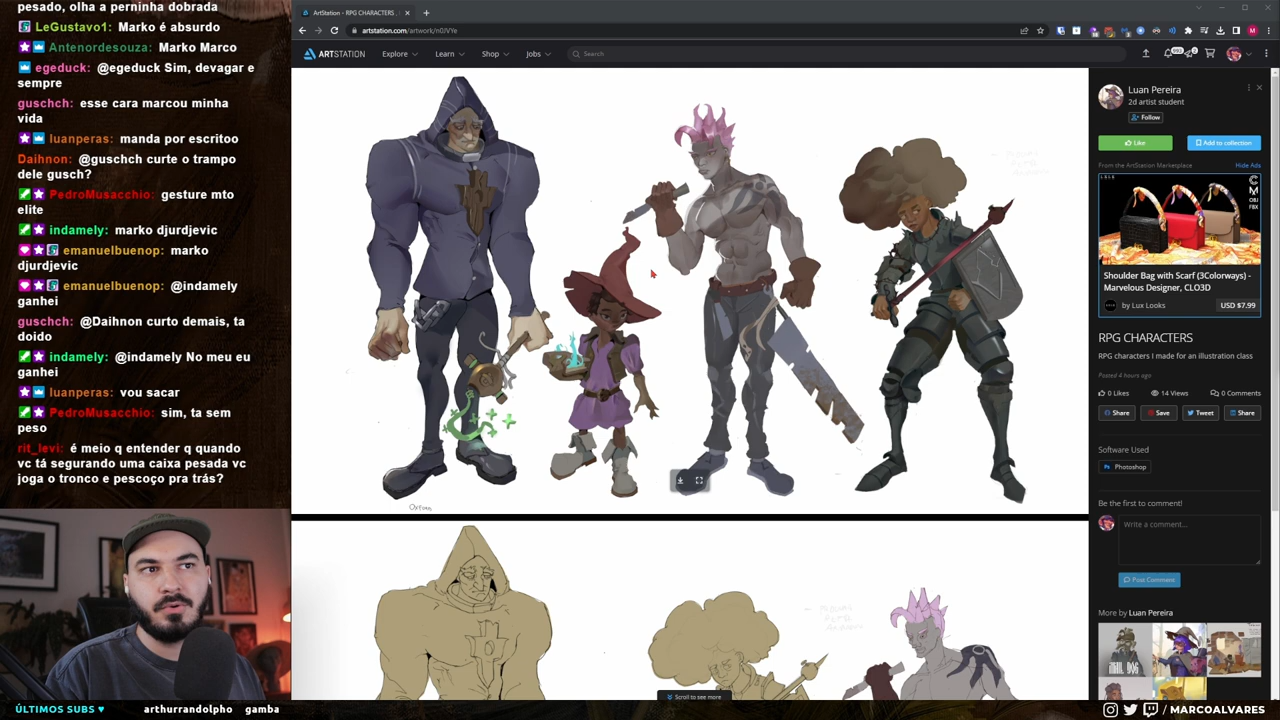 pesado, olha a perninha dobrada
LeGustavo1: Marko é absurdo
Antenordesouza: Marko Marco
egeduck: @egeduck Sim, devagar e
sempre
guschch: esse cara marcou minha
vida
luanperas: manda por escritoo
Daihnon: @guschch curte o trampo
dele gusch?
PedroMusacchio: gesture mto
elite
indamely: marko djurdjevic
emanuelbuenop: marko
djurdjevic
emanuelbuenop: @indamely
ganhei
guschch: @Daihnon curto demais, ta
doido
indamely: @indamely No meu eu
ganhei
luanperas: vou sacar
PedroMusacchio: sim, ta sem
peso
rit_levi: é meio q entender q quando
vc tá segurando uma caixa pesada vc
joga o tronco e pescoço pra trás?
ÚLTIMOS SUBS ♥ arthurrandolpho gamba
ArtStation - RPG CHARACTERS ,
artstation.com/artwork/n0JVYe
ARTSTATION
Explore
Learn
Shop
Jobs
Search
Oxford
Scroll to see more
Luan Pereira
2d artist student
Follow
Like
Add to collection
From the ArtStation Marketplace
Hide Ads
Shoulder Bag with Scarf (3Colorways) -
Marvelous Designer, CLO3D
by Lux Looks
USD $7.99
RPG CHARACTERS
RPG characters I made for an illustration class
Posted 4 hours ago
0 Likes
14 Views
0 Comments
Share
Save
Tweet
Share
Software Used
Photoshop
Be the first to comment!
Write a comment...
Post Comment
More by Luan Pereira
/ MARCOALVARES